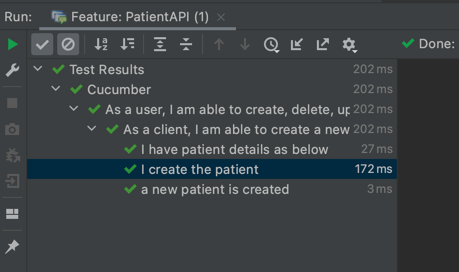 Run: Feature: PatientAPI (1) ×
Done:
Test Results 202 ms
Cucumber 202 ms
As a user, I am able to create, delete, up 202 ms
As a client, I am able to create a new 202 ms
I have patient details as below 27 ms
I create the patient 172 ms
a new patient is created 3 ms